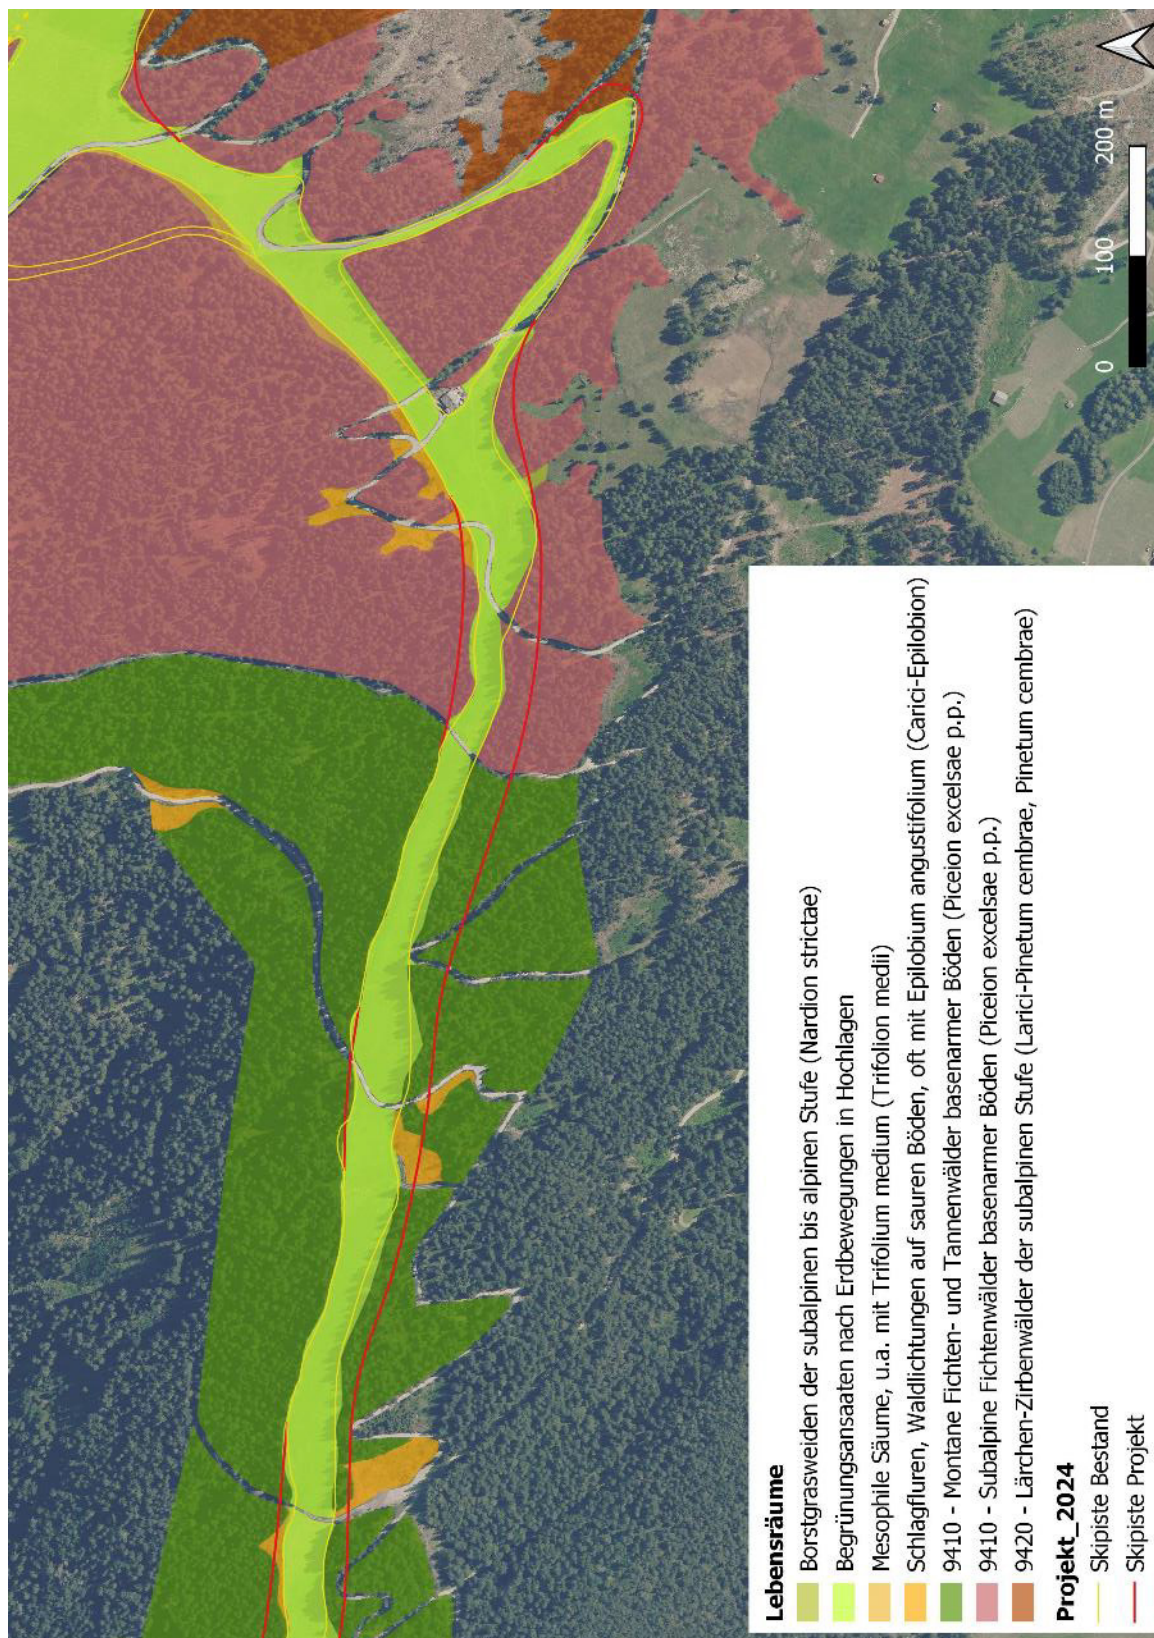 Lebensräume
Borstgrasweiden der subalpinen bis alpinen Stufe (Nardion strictae)
Begrünungsansaaten nach Erdbewegungen in Hochlagen
Mesophile Säume, u.a. mit Trifolium medium (Trifolion medii)
Schlagfluren, Waldlichtungen auf sauren Böden, oft mit Epilobium angustifolium (Carici-Epilobion)
9410 - Montane Fichten- und Tannenwälder basenarmer Böden (Piceion excelsae p.p.)
9410 - Subalpine Fichtenwälder basenarmer Böden (Piceion excelsae p.p.)
9420 - Lärchen-Zirbenwälder der subalpinen Stufe (Larici-Pinetum cembrae, Pinetum cembrae)
Projekt_2024
Skipiste Bestand
Skipiste Projekt
0 100 200 m